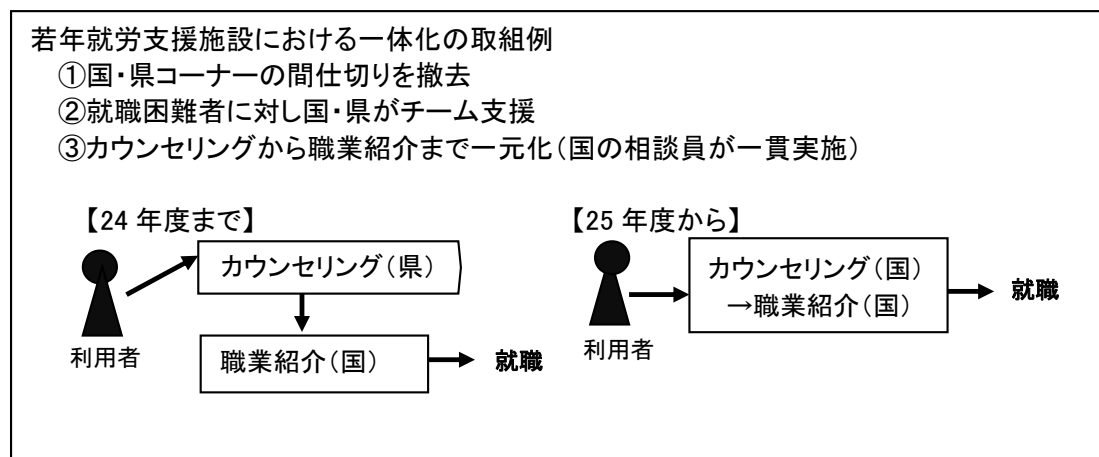 若年就労支援施設における一体化の取組例
①国・県コーナーの間仕切りを撤去
②就職困難者に対し国・県がチーム支援
③カウンセリングから職業紹介まで一元化（国の相談員が一貫実施）
【24 年度まで】
カウンセリング（県）
利用者
職業紹介（国）
就職
【25 年度から】
カウンセリング（国）
→職業紹介（国）
就職
利用者